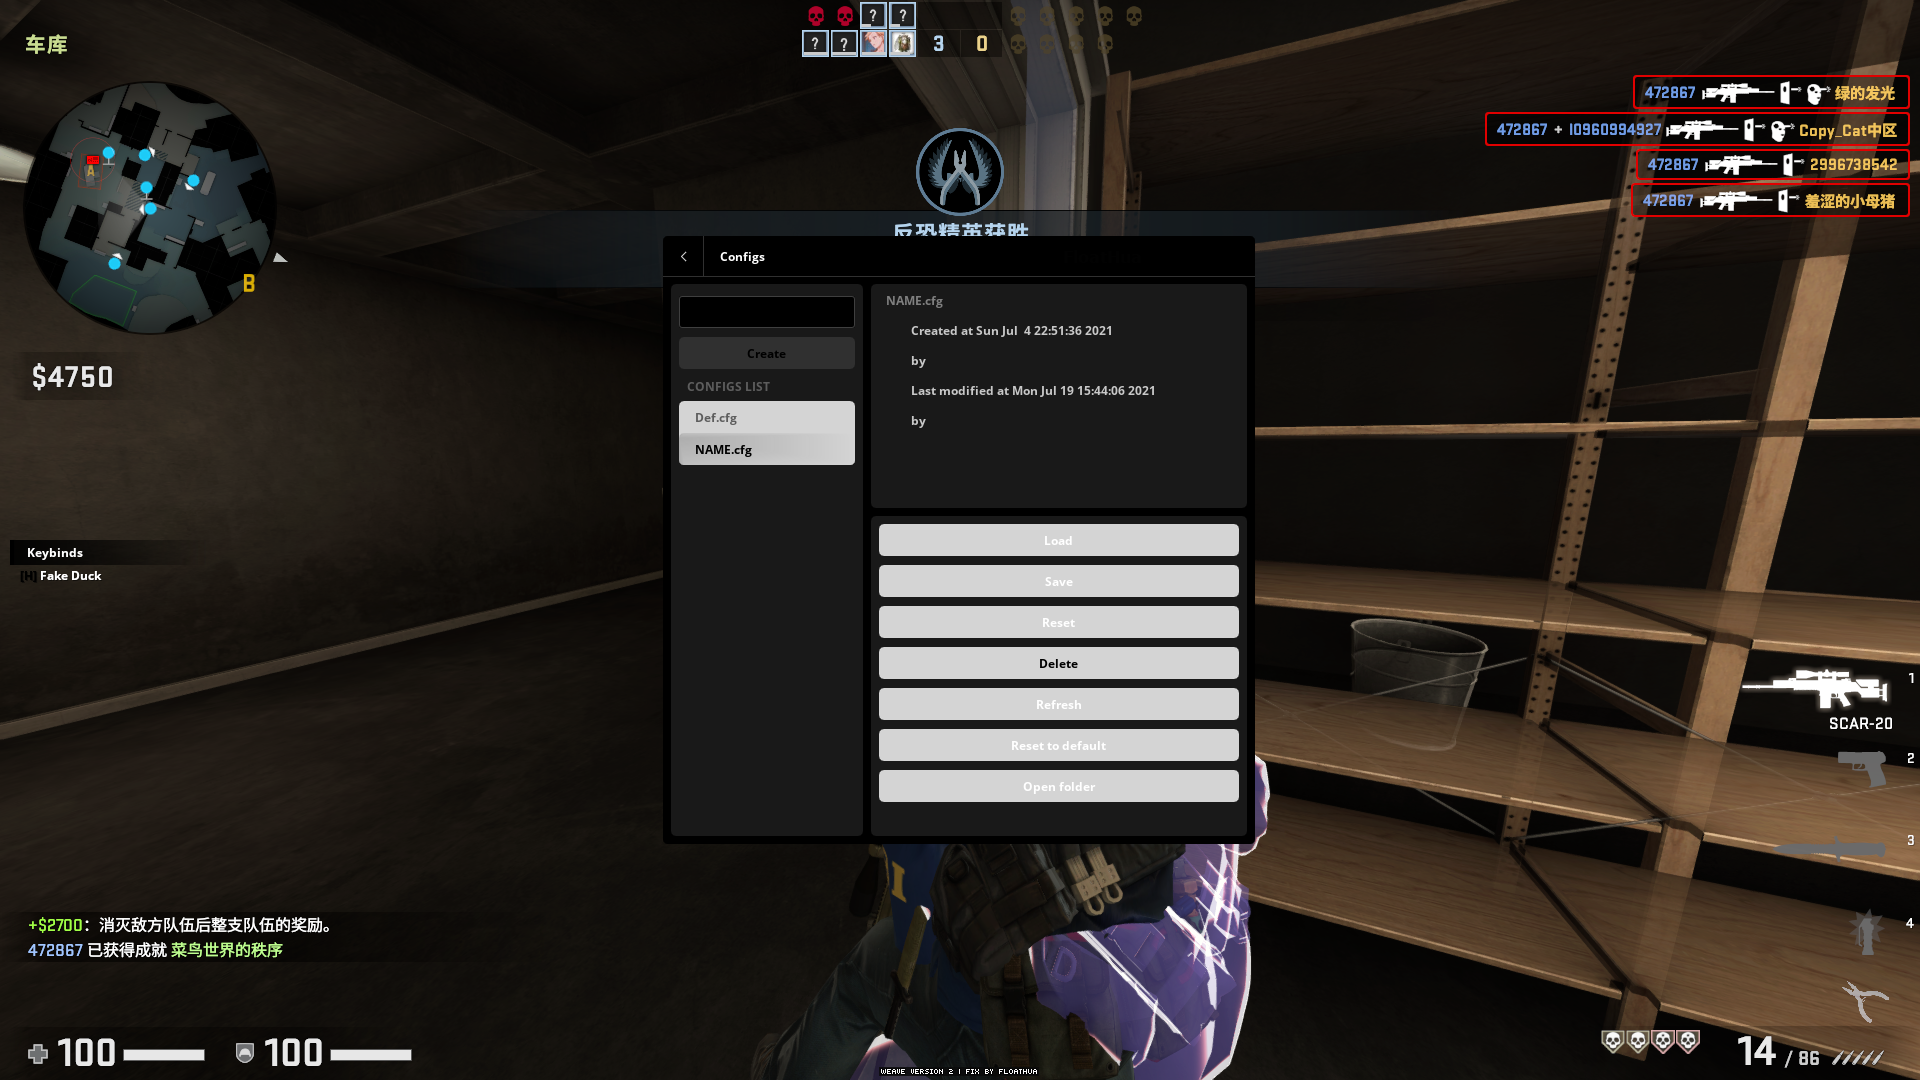 车库
?
?
?
?
3
0
472867 绿的发光
472867 + 10960994927 Copy_Cat中区
472867 2996738542
472867 羞涩的小母猪
A
B
反恐精英获胜
Configs
$4750
Create
CONFIGS LIST
Def.cfg
NAME.cfg
NAME.cfg
Created at Sun Jul  4 22:51:36 2021
by
Last modified at Mon Jul 19 15:44:06 2021
by
Load
Save
Reset
Delete
Refresh
Reset to default
Open folder
Keybinds
[H] Fake Duck
1
SCAR-20
2
3
4
+$2700：消灭敌方队伍后整支队伍的奖励。
472867 已获得成就 菜鸟世界的秩序
100
100
14 / 86
WEAVE VERSION 2 | FIX BY FLOATHUA